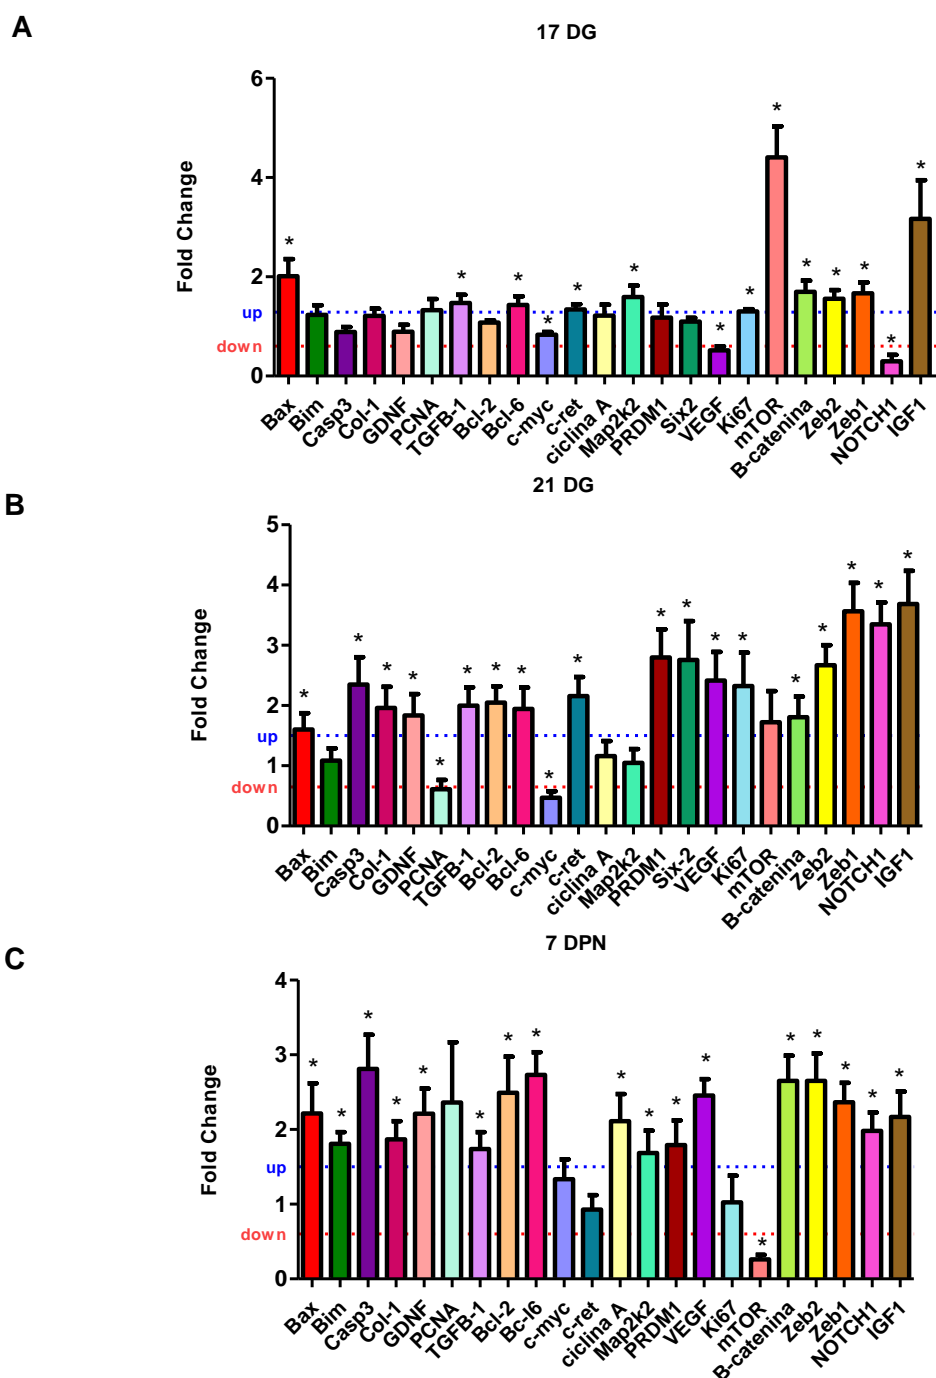 A
17 DG
Fold Change
6
4
2
0
up
down
* * * * * * * * * * * * * * *
Bax Bim Casp3 Col-1 GDNF PCNA TGFB-1 Bcl-2 Bcl-6 c-myc c-ret ciclina A Map2k2 PRDM1 Six2 VEGF Ki67 mTOR B-catenina Zeb2 Zeb1 NOTCH1 IGF1
B
21 DG
Fold Change
5
4
3
2
1
0
up
down
* * * * * * * * * * * * * * * * * * *
Bax Bim Casp3 Col-1 GDNF PCNA TGFB-1 Bcl-2 Bcl-6 c-myc c-ret ciclina A Map2k2 PRDM1 Six-2 VEGF Ki67 mTOR B-catenina Zeb2 Zeb1 NOTCH1 IGF1
C
7 DPN
Fold Change
4
3
2
1
0
up
down
* * * * * * * * * * * * * * * * * *
Bax Bim Casp3 Col-1 GDNF PCNA TGFB-1 Bcl-2 Bc-l6 c-myc c-ret ciclina A Map2k2 PRDM1 VEGF Ki67 mTOR B-catenina Zeb2 Zeb1 NOTCH1 IGF1